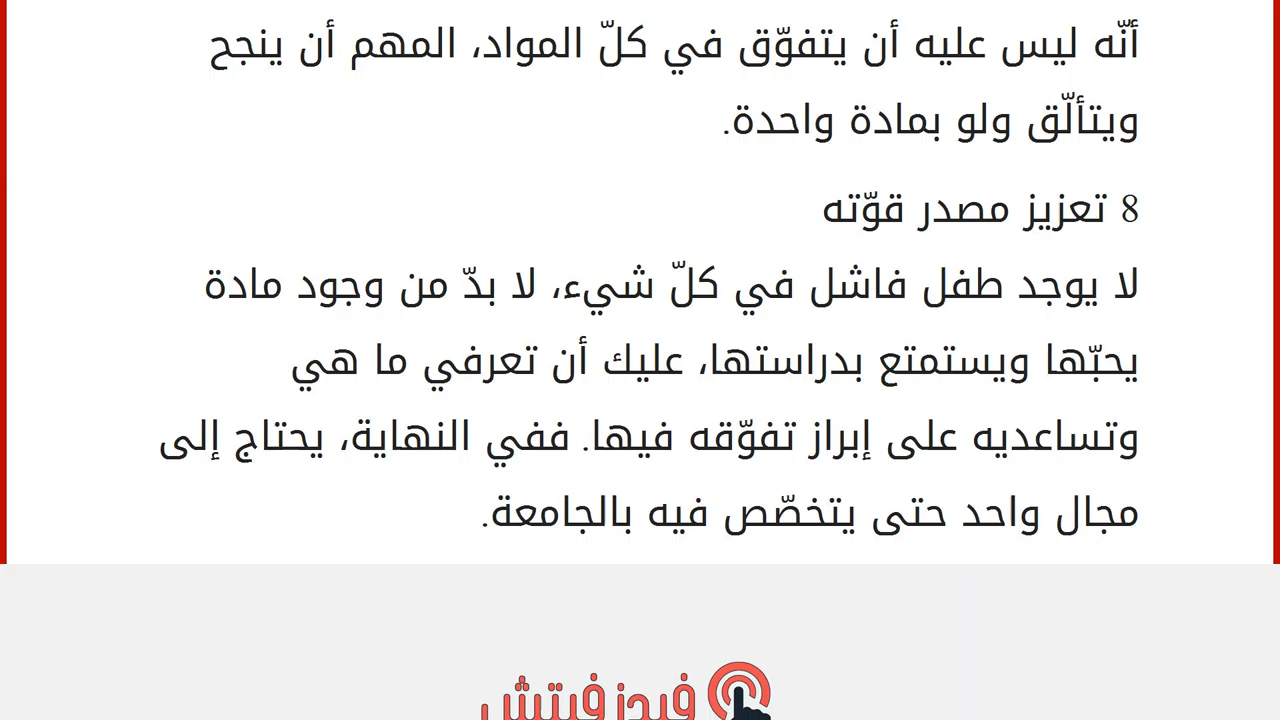 أنّه ليس عليه أن يتفوّق في كلّ المواد، المهم أن ينجح
ويتألّق ولو بمادة واحدة.
8 تعزيز مصدر قوّته
لا يوجد طفل فاشل في كلّ شيء، لا بدّ من وجود مادة
يحبّها ويستمتع بدراستها، عليك أن تعرفي ما هي
وتساعديه على إبراز تفوّقه فيها. ففي النهاية، يحتاج إلى
مجال واحد حتى يتخصّص فيه بالجامعة.
فيدز فيتش